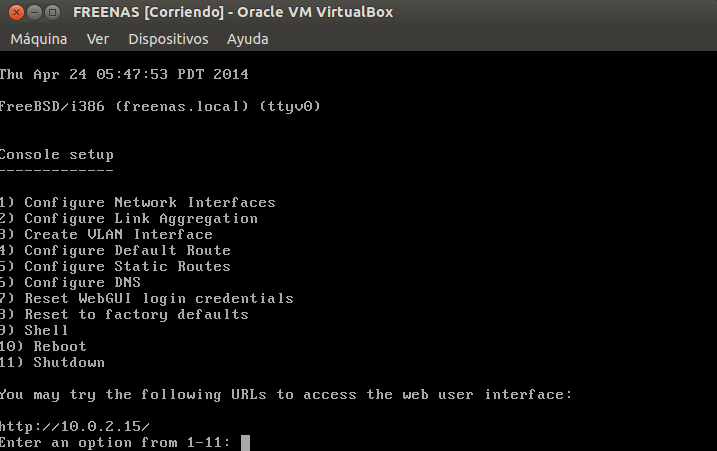 FREENAS [Corriendo] - Oracle VM VirtualBox
Máquina Ver Dispositivos Ayuda
Thu Apr 24 05:47:53 PDT 2014
FreeBSD/i386 (freenas.local) (ttyv0)
Console setup
-------------
1) Configure Network Interfaces
2) Configure Link Aggregation
3) Create VLAN Interface
4) Configure Default Route
5) Configure Static Routes
6) Configure DNS
7) Reset WebGUI login credentials
8) Reset to factory defaults
9) Shell
10) Reboot
11) Shutdown
You may try the following URLs to access the web user interface:
http://10.0.2.15/
Enter an option from 1-11: